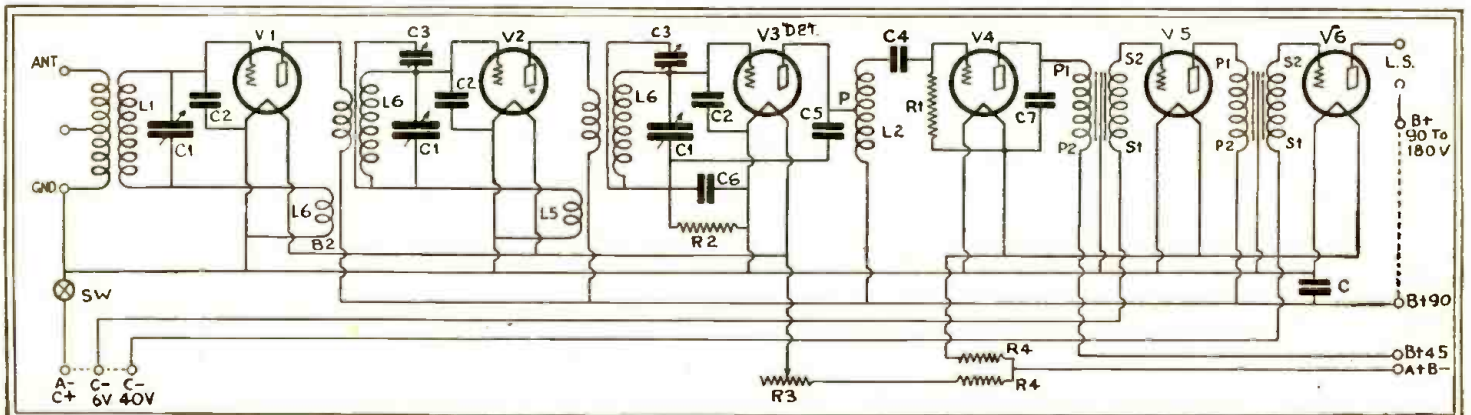 V1
C3
V2
C3
V3 Det.
C4
V4
V5
V6
ANT
L.S.
P1
S2
P1
S2
B+
90 To
180 V
L1
C2
L6
C2
L6
C2
P
R1
C5
L2
C7
C1
C1
C1
P2
S1
P2
S1
GND
C6
L6
L5
B2
R2
SW
C
B+90
R4
B+45
A+B-
A-
C+
C-
6V
C-
40V
R3
R4